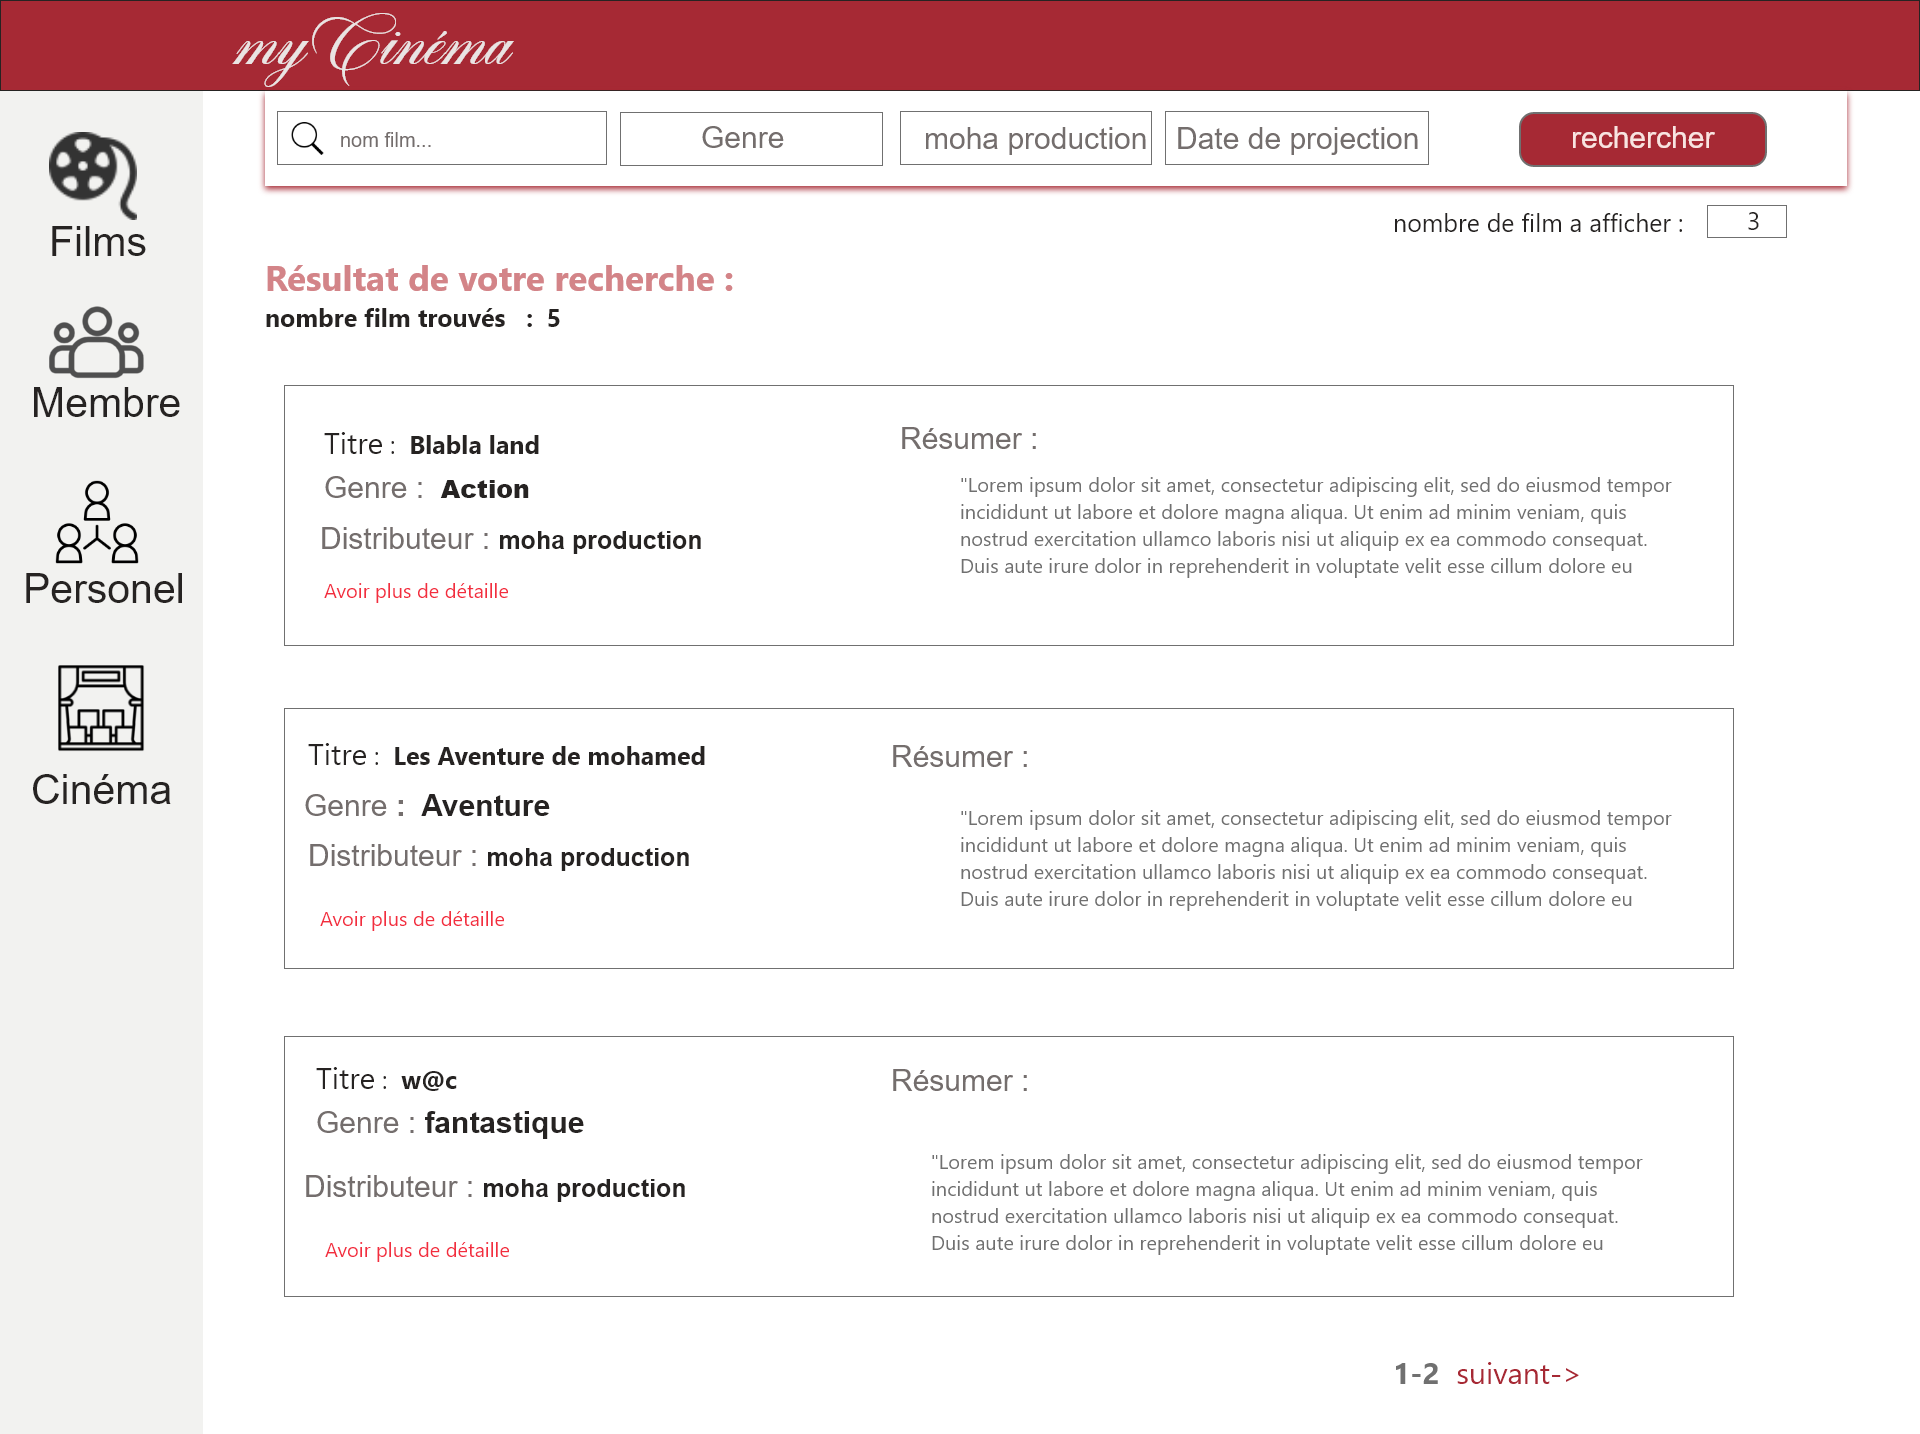 my Cinéma
nom film...
Genre
moha production
Date de projection
rechercher
nombre de film a afficher : 3
Films
Membre
Personel
Cinéma
Résultat de votre recherche :
nombre film trouvés : 5
Titre : Blabla land
Genre : Action
Distributeur : moha production
Avoir plus de détaille
Résumer :
"Lorem ipsum dolor sit amet, consectetur adipiscing elit, sed do eiusmod tempor
incididunt ut labore et dolore magna aliqua. Ut enim ad minim veniam, quis
nostrud exercitation ullamco laboris nisi ut aliquip ex ea commodo consequat.
Duis aute irure dolor in reprehenderit in voluptate velit esse cillum dolore eu
Titre : Les Aventure de mohamed
Genre : Aventure
Distributeur : moha production
Avoir plus de détaille
Résumer :
"Lorem ipsum dolor sit amet, consectetur adipiscing elit, sed do eiusmod tempor
incididunt ut labore et dolore magna aliqua. Ut enim ad minim veniam, quis
nostrud exercitation ullamco laboris nisi ut aliquip ex ea commodo consequat.
Duis aute irure dolor in reprehenderit in voluptate velit esse cillum dolore eu
Titre : w@c
Genre : fantastique
Distributeur : moha production
Avoir plus de détaille
Résumer :
"Lorem ipsum dolor sit amet, consectetur adipiscing elit, sed do eiusmod tempor
incididunt ut labore et dolore magna aliqua. Ut enim ad minim veniam, quis
nostrud exercitation ullamco laboris nisi ut aliquip ex ea commodo consequat.
Duis aute irure dolor in reprehenderit in voluptate velit esse cillum dolore eu
1-2 suivant->